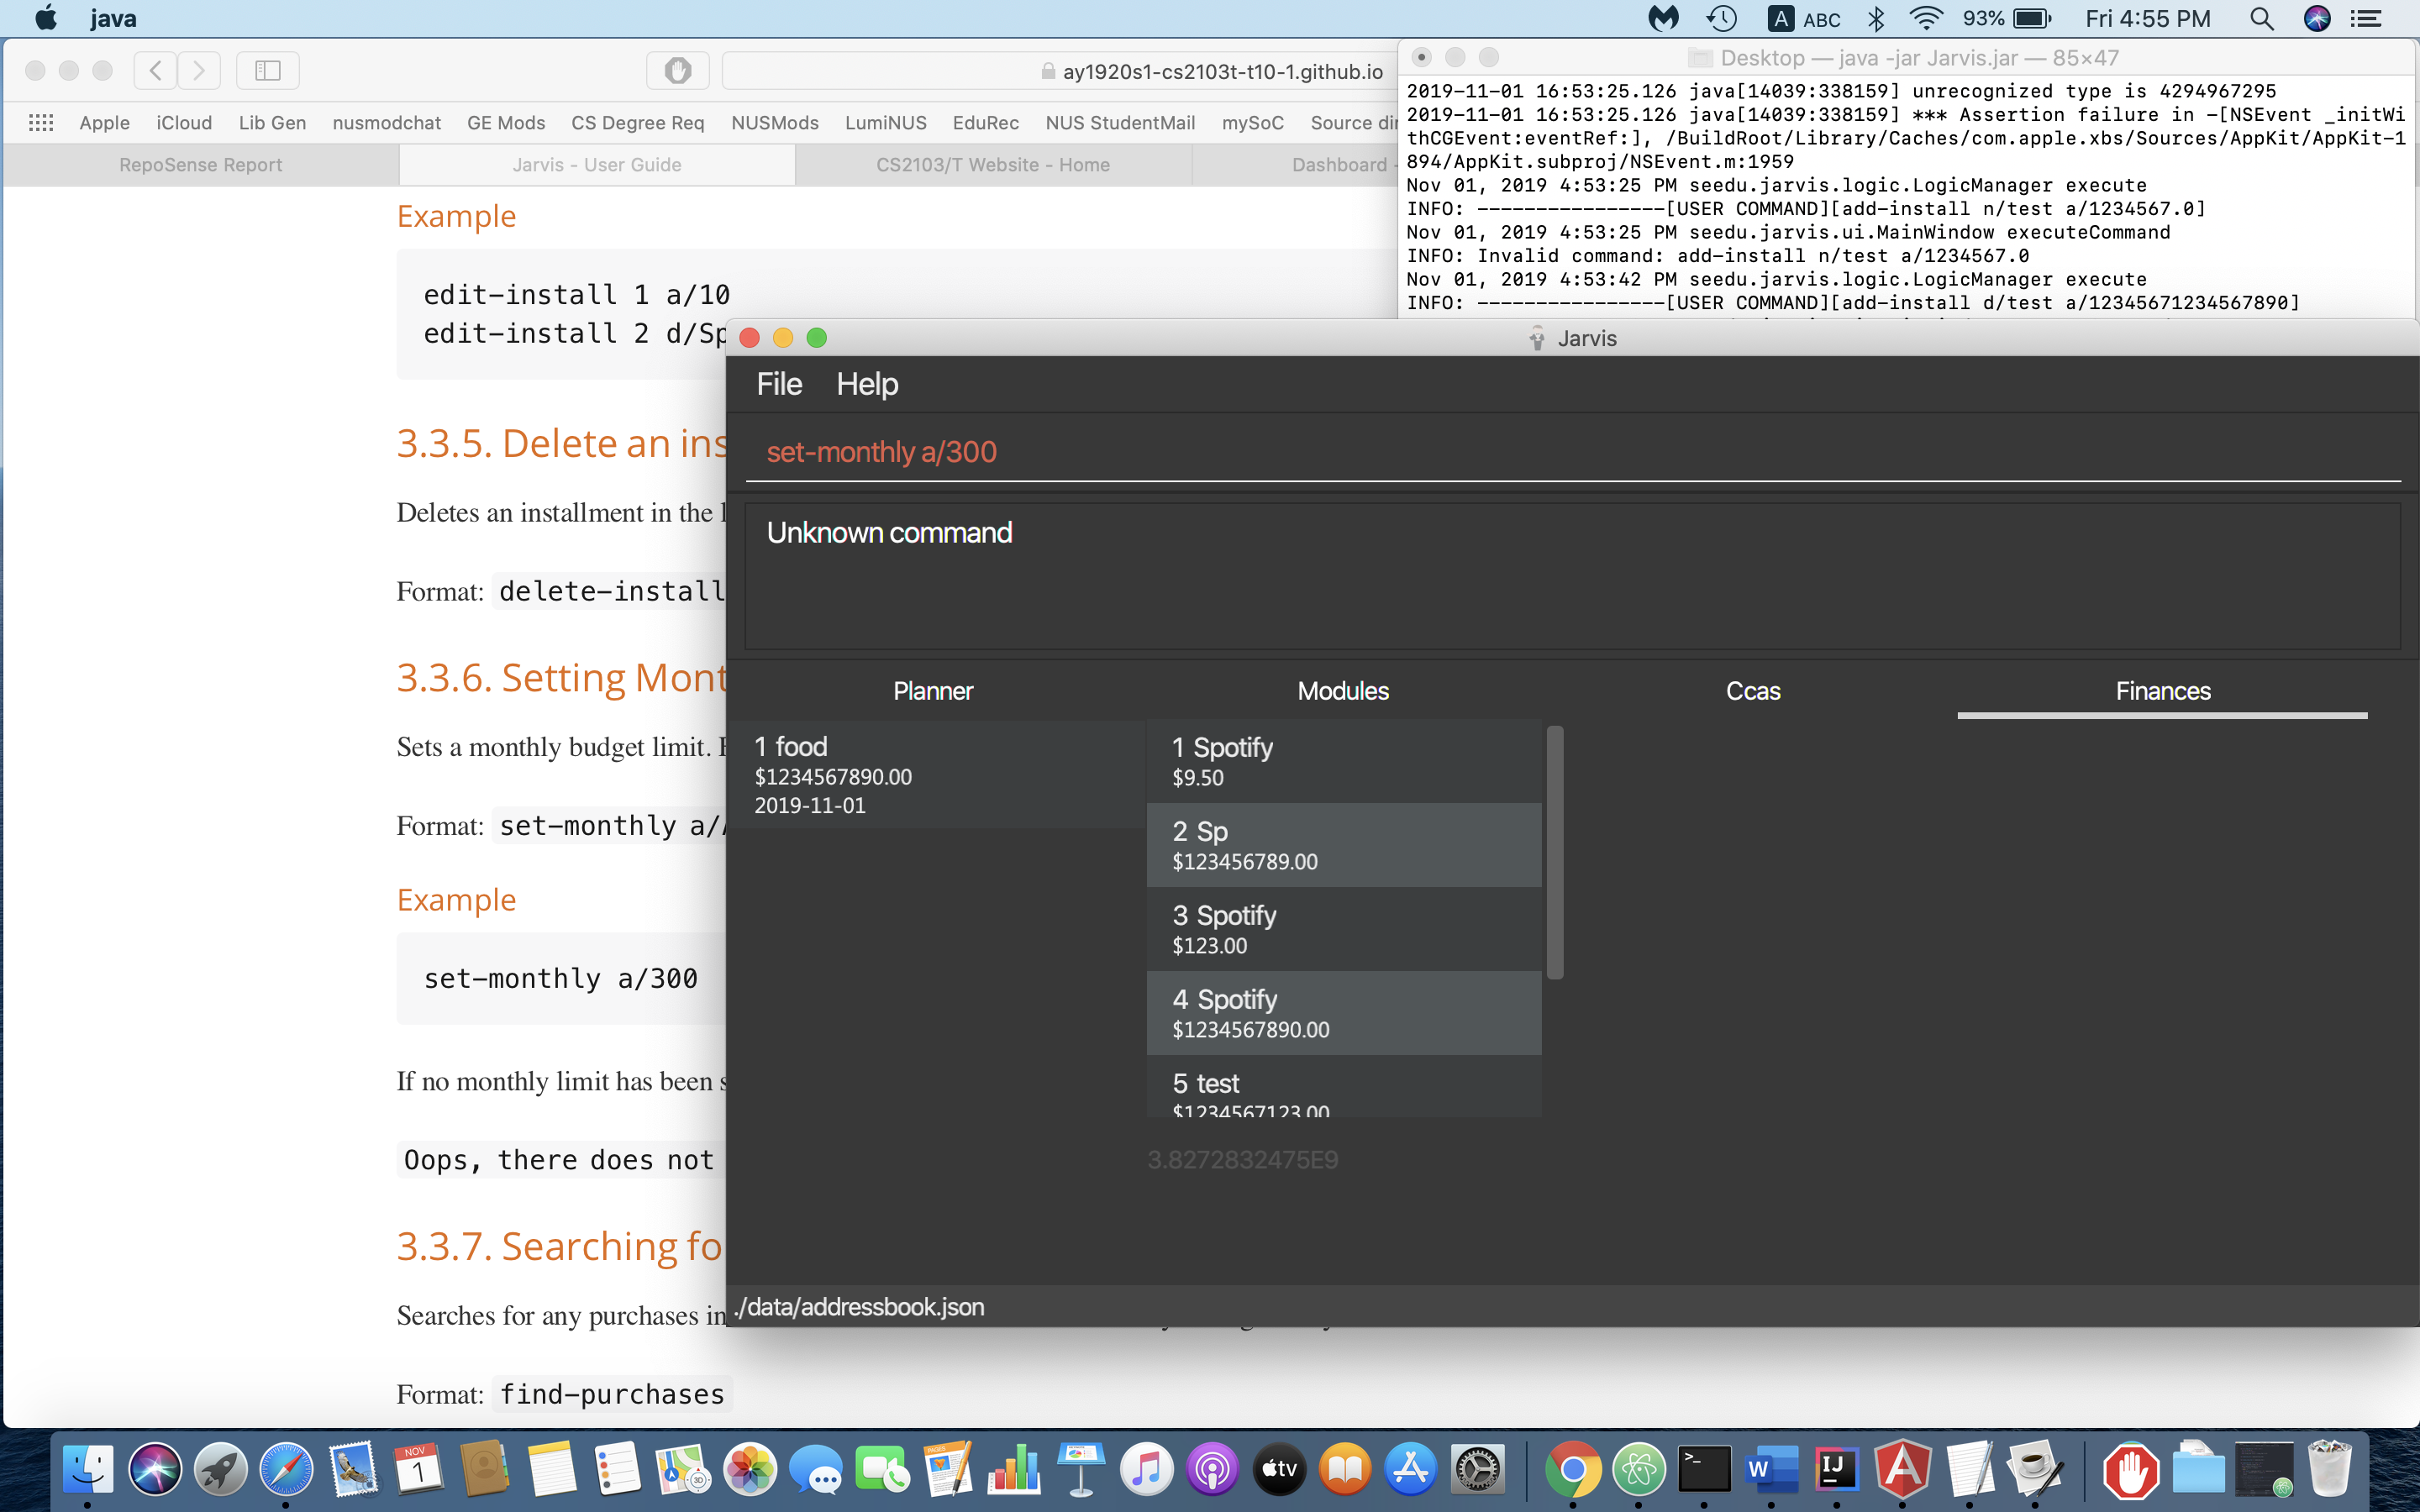 java
ABC
93%
Fri 4:55 PM
ay1920s1-cs2103t-t10-1.github.io
Apple iCloud Lib Gen nusmodchat GE Mods CS Degree Req NUSMods LumiNUS EduRec NUS StudentMail mySoC Source dir
RepoSense Report
Jarvis - User Guide
CS2103/T Website - Home
Dashboard -
Example
edit-install 1 a/10
edit-install 2 d/Sp
3.3.5. Delete an ins
Deletes an installment in the l
Format: delete-install
3.3.6. Setting Mont
Sets a monthly budget limit.
Format: set-monthly a/
Example
set-monthly a/300
If no monthly limit has been s
Oops, there does not
3.3.7. Searching fo
Searches for any purchases in
Format: find-purchases
Desktop — java -jar Jarvis.jar — 85×47
2019-11-01 16:53:25.126 java[14039:338159] unrecognized type is 4294967295
2019-11-01 16:53:25.126 java[14039:338159] *** Assertion failure in -[NSEvent _initWi
thCGEvent:eventRef:], /BuildRoot/Library/Caches/com.apple.xbs/Sources/AppKit/AppKit-1
894/AppKit.subproj/NSEvent.m:1959
Nov 01, 2019 4:53:25 PM seedu.jarvis.logic.LogicManager execute
INFO: ----------------[USER COMMAND][add-install n/test a/1234567.0]
Nov 01, 2019 4:53:25 PM seedu.jarvis.ui.MainWindow executeCommand
INFO: Invalid command: add-install n/test a/1234567.0
Nov 01, 2019 4:53:42 PM seedu.jarvis.logic.LogicManager execute
INFO: ----------------[USER COMMAND][add-install d/test a/12345671234567890]
Jarvis
File Help
set-monthly a/300
Unknown command
Planner Modules Ccas Finances
1 food
$1234567890.00
2019-11-01
1 Spotify
$9.50
2 Sp
$123456789.00
3 Spotify
$123.00
4 Spotify
$1234567890.00
5 test
$1234567123.00
3.8272832475E9
./data/addressbook.json
NOV
1
PAGES
3D
tv
>_
W
IJ